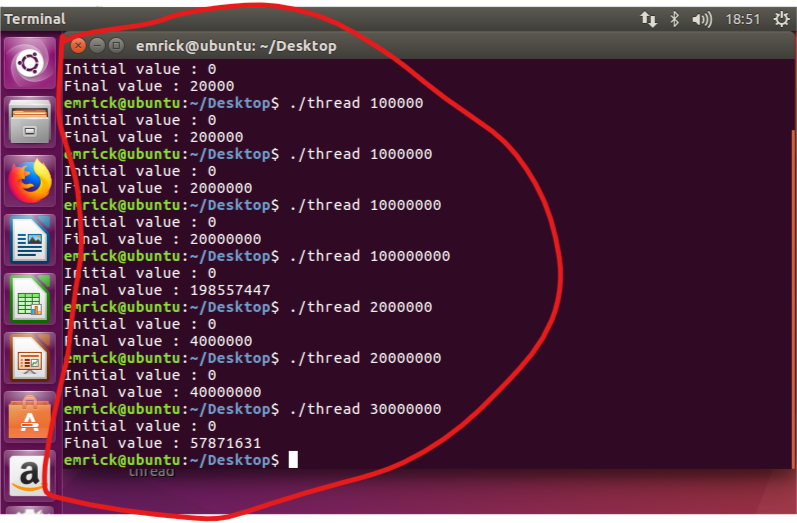 Terminal
18:51
emrick@ubuntu: ~/Desktop
Initial value : 0
Final value : 20000
emrick@ubuntu:~/Desktop$ ./thread 100000
Initial value : 0
Final value : 200000
emrick@ubuntu:~/Desktop$ ./thread 1000000
Initial value : 0
Final value : 2000000
emrick@ubuntu:~/Desktop$ ./thread 10000000
Initial value : 0
Final value : 20000000
emrick@ubuntu:~/Desktop$ ./thread 100000000
Initial value : 0
Final value : 198557447
emrick@ubuntu:~/Desktop$ ./thread 2000000
Initial value : 0
Final value : 4000000
emrick@ubuntu:~/Desktop$ ./thread 20000000
Initial value : 0
Final value : 40000000
emrick@ubuntu:~/Desktop$ ./thread 30000000
Initial value : 0
Final value : 57871631
emrick@ubuntu:~/Desktop$
thread